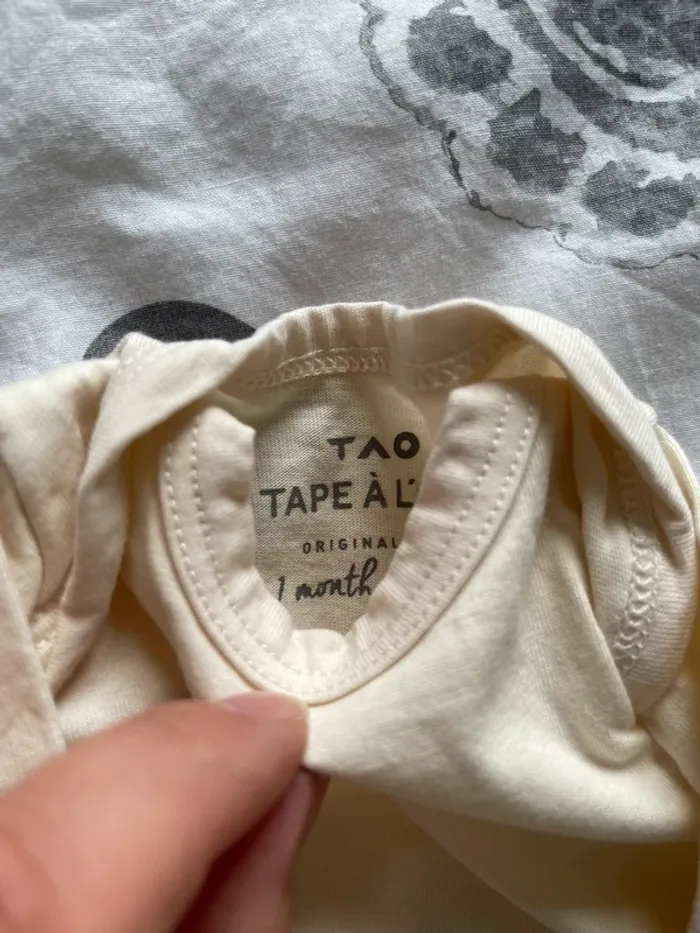 TAO
TAPE À L'
ORIGINAL
1 month